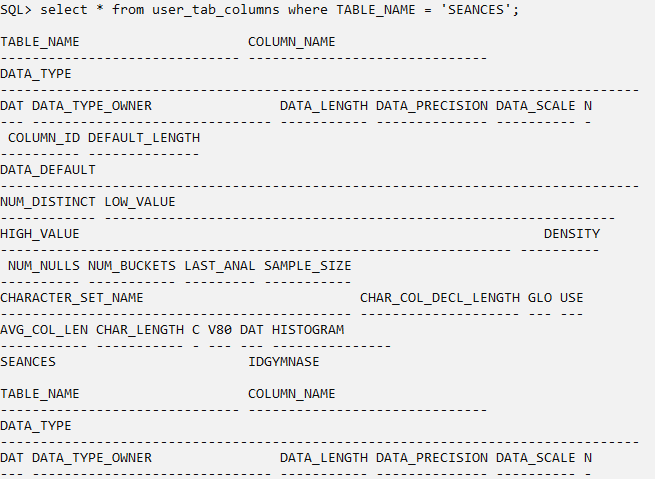 SQL> select * from user_tab_columns where TABLE_NAME = 'SEANCES';
TABLE_NAME                     COLUMN_NAME
------------------------------ ------------------------------
DATA_TYPE
--------------------------------------------------------------------------------
DAT DATA_TYPE_OWNER                DATA_LENGTH DATA_PRECISION DATA_SCALE N
--- ------------------------------ ----------- -------------- ---------- -
 COLUMN_ID DEFAULT_LENGTH
---------- --------------
DATA_DEFAULT
--------------------------------------------------------------------------------
NUM_DISTINCT LOW_VALUE
------------ ----------------------------------------------------------------
HIGH_VALUE                                                          DENSITY
---------------------------------------------------------------- ----------
 NUM_NULLS NUM_BUCKETS LAST_ANAL SAMPLE_SIZE
---------- ----------- --------- -----------
CHARACTER_SET_NAME                           CHAR_COL_DECL_LENGTH GLO USE
-------------------------------------------- -------------------- --- ---
AVG_COL_LEN CHAR_LENGTH C V80 DAT HISTOGRAM
----------- ----------- - --- --- ---------------
SEANCES                        IDGYMNASE
TABLE_NAME                     COLUMN_NAME
------------------------------ ------------------------------
DATA_TYPE
--------------------------------------------------------------------------------
DAT DATA_TYPE_OWNER                DATA_LENGTH DATA_PRECISION DATA_SCALE N
--- ------------------------------ ----------- -------------- ---------- -